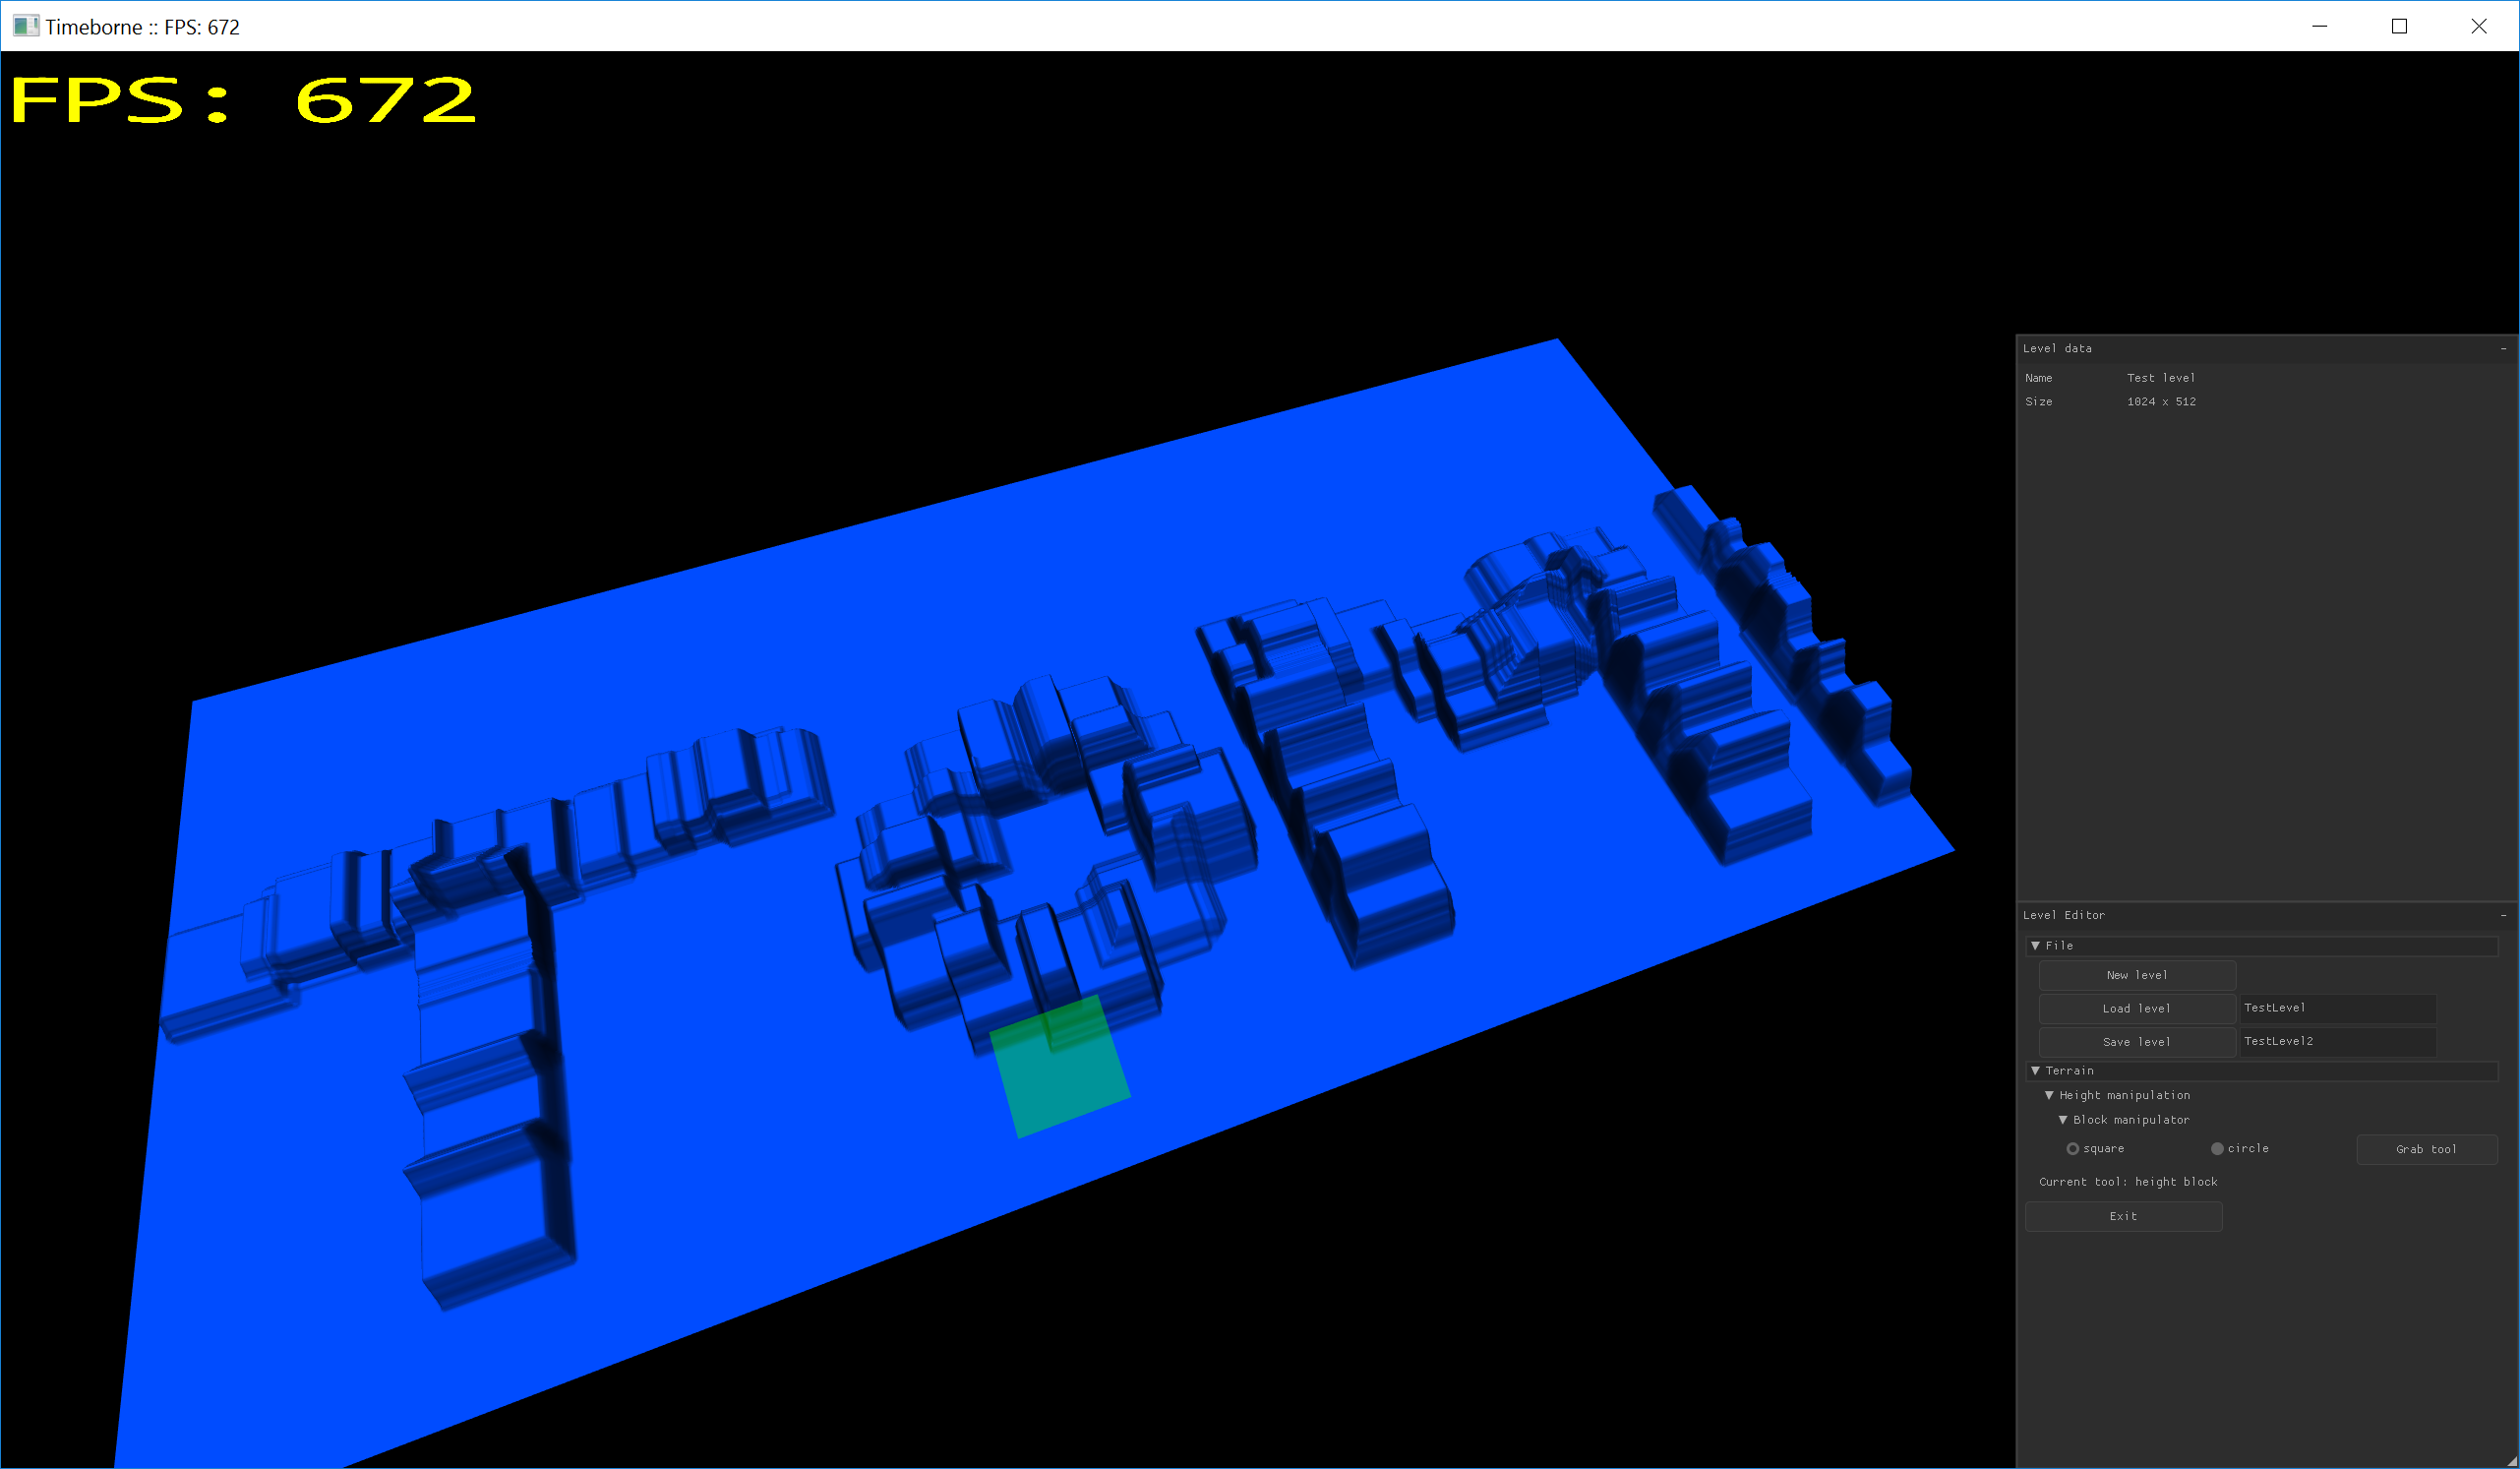 Timeborne :: FPS: 672
FPS: 672
TOMI
Level data
Name Test level
Size 1024 x 512
Level Editor
File
New level
Load level TestLevel
Save level TestLevel2
Terrain
Height manipulation
Block manipulator
square circle Grab tool
Current tool: height block
Exit